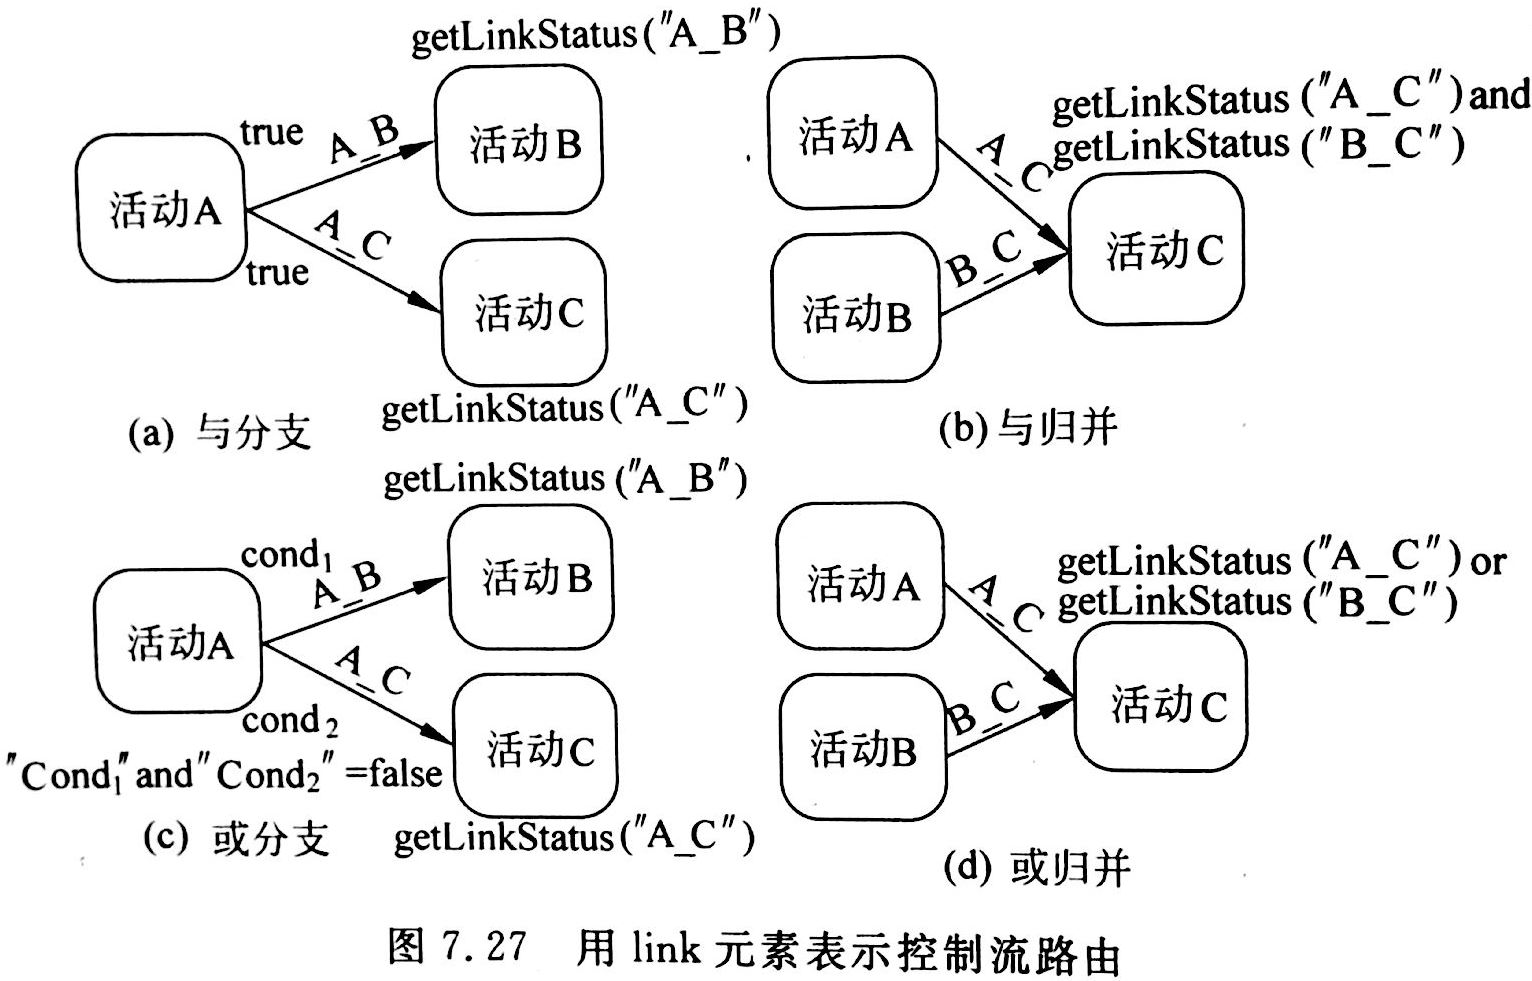 getLinkStatus("A_B")
true
A_B
活动B
活动A
A_C
true
活动C
getLinkStatus("A_C")
(a) 与分支
活动A
getLinkStatus("A_C")and
getLinkStatus("B_C")
A_C
B_C
活动C
活动B
(b)与归并
getLinkStatus("A_B")
cond1
A_B
活动B
活动A
A_C
cond2
活动C
"Cond1"and"Cond2"=false
getLinkStatus("A_C")
(c) 或分支
活动A
getLinkStatus("A_C")or
getLinkStatus("B_C")
A_C
B_C
活动C
活动B
(d) 或归并
图 7.27 用 link 元素表示控制流路由